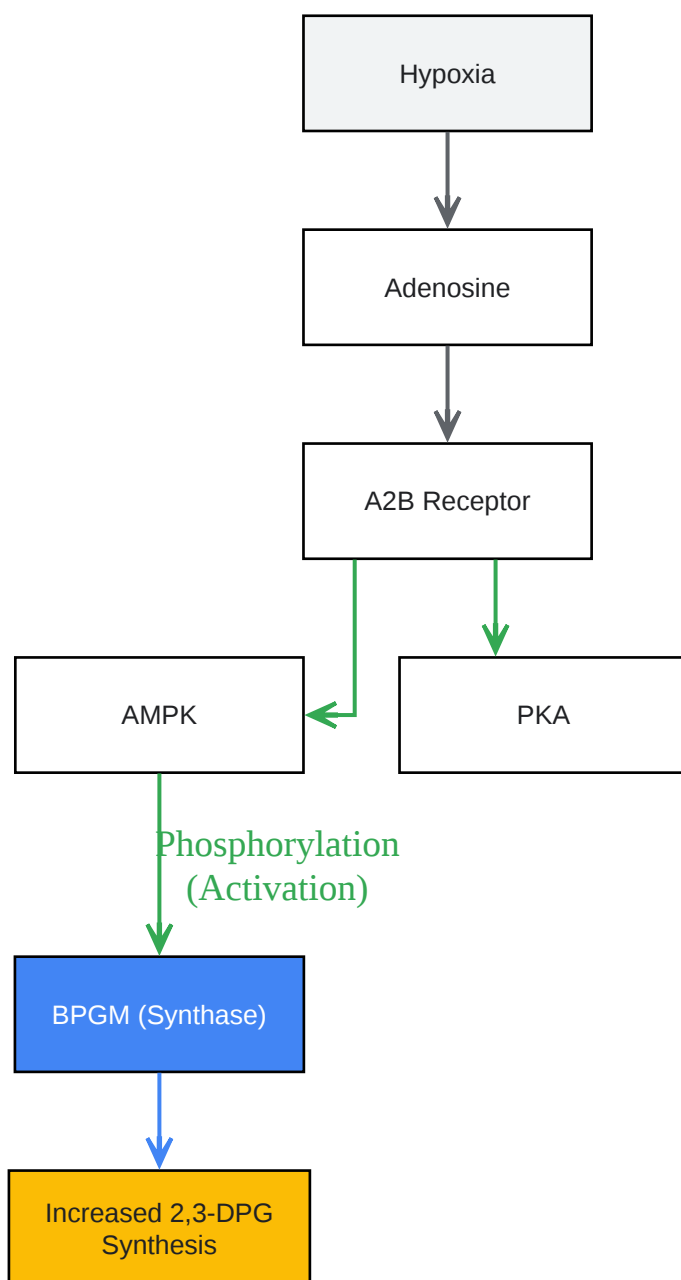 Hypoxia
Adenosine
A2B Receptor
AMPK
PKA
Phosphorylation
(Activation)
BPGM (Synthase)
Increased 2,3-DPG
Synthesis